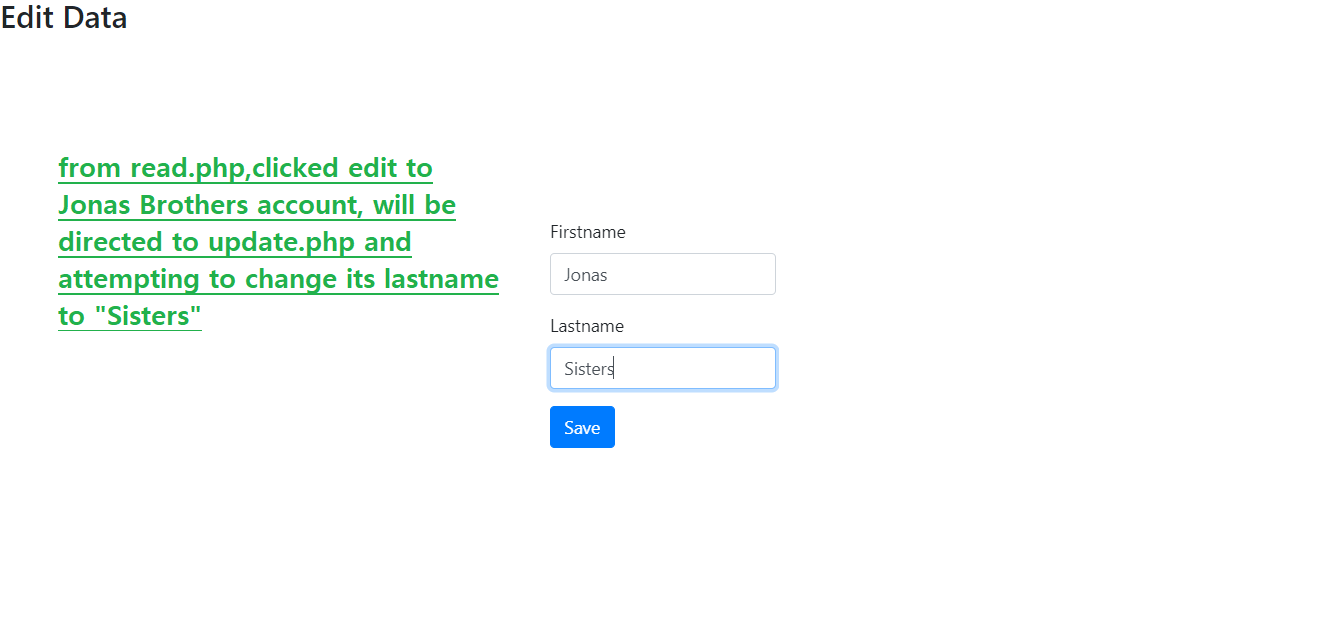 Edit Data
from read.php,clicked edit to
Jonas Brothers account, will be
directed to update.php and
attempting to change its lastname
to "Sisters"
Firstname
Jonas
Lastname
Sisters
Save